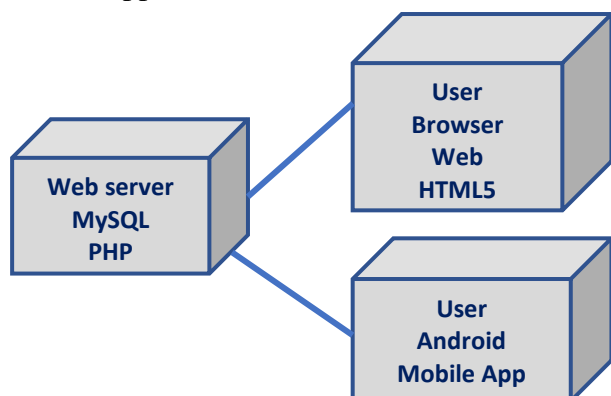 Web server
MySQL
PHP
User
Browser
Web
HTML5
User
Android
Mobile App